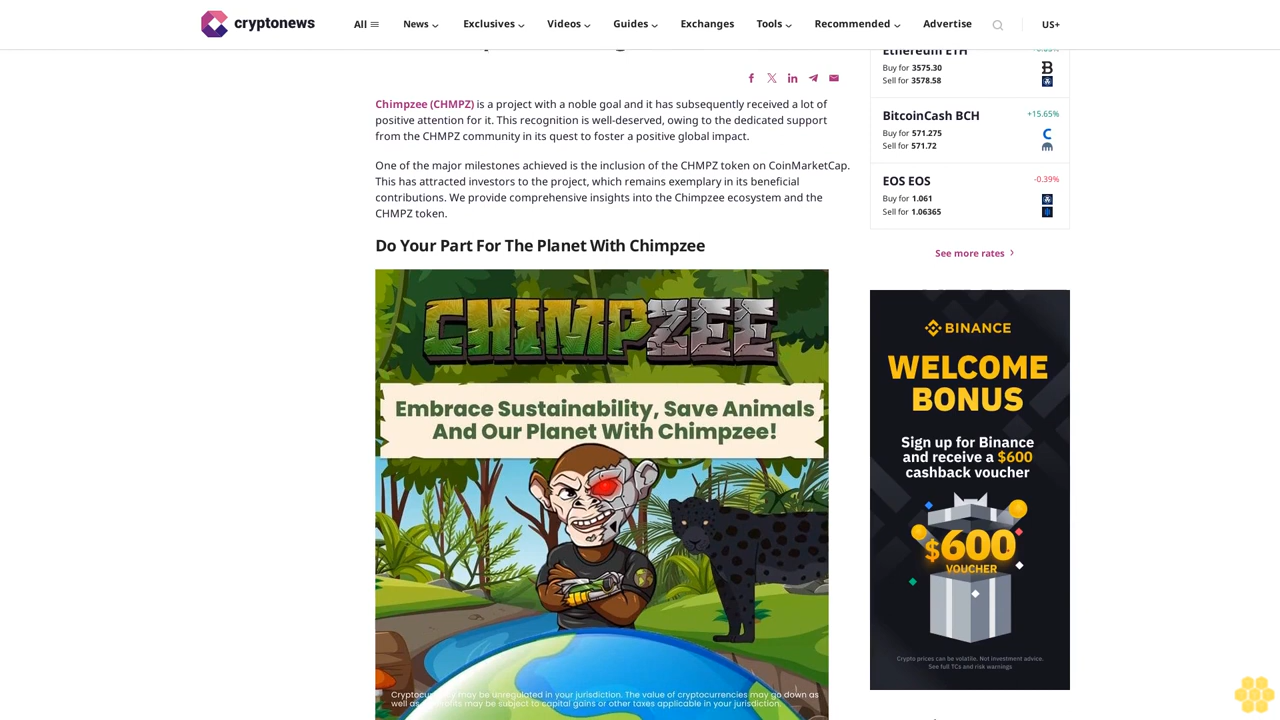 cryptonews
All
News
Exclusives
Videos
Guides
Exchanges
Tools
Recommended
Advertise
US+
Ethereum ETH
Buy for 3575.30
Sell for 3578.58
Chimpzee (CHMPZ) is a project with a noble goal and it has subsequently received a lot of
positive attention for it. This recognition is well-deserved, owing to the dedicated support
from the CHMPZ community in its quest to foster a positive global impact.
BitcoinCash BCH
+15.65%
Buy for 571.275
Sell for 571.72
One of the major milestones achieved is the inclusion of the CHMPZ token on CoinMarketCap.
This has attracted investors to the project, which remains exemplary in its beneficial
contributions. We provide comprehensive insights into the Chimpzee ecosystem and the
CHMPZ token.
EOS EOS
-0.39%
Buy for 1.061
Sell for 1.06365
Do Your Part For The Planet With Chimpzee
See more rates
CHIMPZEE
Embrace Sustainability, Save Animals
And Our Planet With Chimpzee!
Cryptocurrency may be unregulated in your jurisdiction. The value of cryptocurrencies may go down as
well as up. Profits may be subject to capital gains or other taxes applicable in your jurisdiction.
BINANCE
WELCOME
BONUS
Sign up for Binance
and receive a $600
cashback voucher
$600
VOUCHER
Crypto prices can be volatile. Not investment advice.
See full TCs and risk warnings